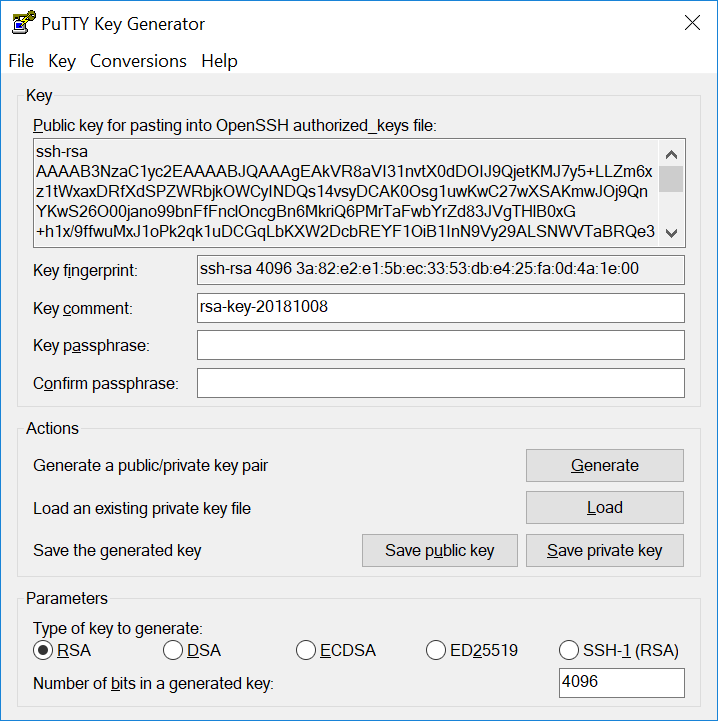 PuTTY Key Generator
File Key Conversions Help
Key
Public key for pasting into OpenSSH authorized_keys file:
ssh-rsa
AAAAB3NzaC1yc2EAAAABJQAAAgEAkVR8aVI31nvtX0dDOIJ9QjetKMJ7y5+LLZm6x
z1tWxaxDRfXdSPZWRbjkOWCyINDQs14vsyDCAK0Osg1uwKwC27wXSAKmwJOj9Qn
YKwS26O00jano99bnFfFnclOncgBn6MkriQ6PMrTaFwbYrZd83JVgTHlB0xG
+h1x/9ffwuMxJ1oPk2qk1uDCGqLbKXW2DcbREYF1OiB1InN9Vy29ALSNWVTaBRQe3
Key fingerprint:
ssh-rsa 4096 3a:82:e2:e1:5b:ec:33:53:db:e4:25:fa:0d:4a:1e:00
Key comment:
rsa-key-20181008
Key passphrase:
Confirm passphrase:
Actions
Generate a public/private key pair
Generate
Load an existing private key file
Load
Save the generated key
Save public key
Save private key
Parameters
Type of key to generate:
RSA DSA ECDSA ED25519 SSH-1 (RSA)
Number of bits in a generated key:
4096